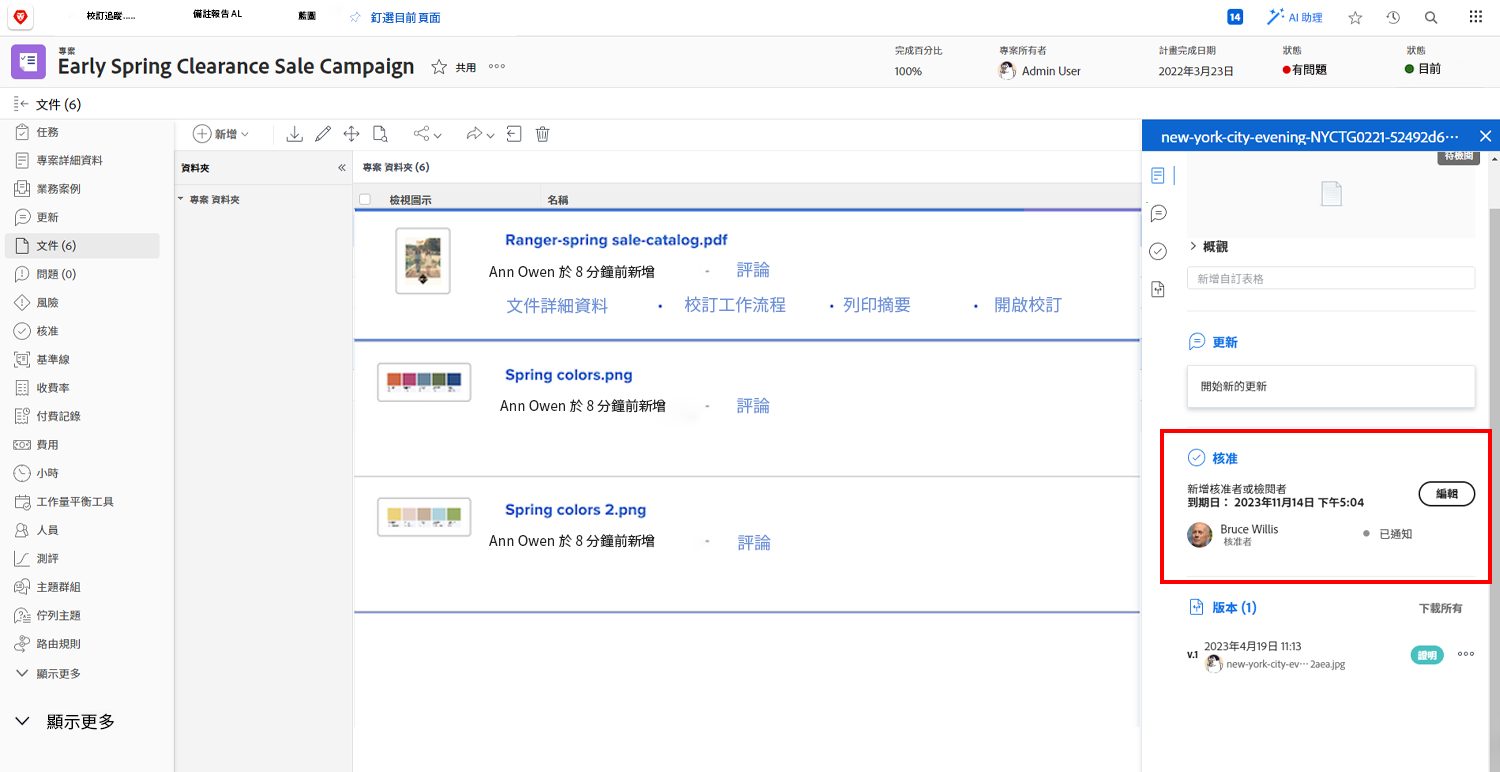 校訂追蹤.....
備註報告 AL
藍圖
釘選目前頁面
14
AI 助理
專案
Early Spring Clearance Sale Campaign
共用
完成百分比
100%
專案所有者
Admin User
計畫完成日期
2022年3月23日
狀態
有問題
狀態
目前
文件 (6)
任務
專案詳細資料
業務案例
更新
文件 (6)
問題 (0)
風險
核准
基準線
收費率
付費記錄
費用
小時
工作量平衡工具
人員
測評
主題群組
佇列主題
路由規則
顯示更多
顯示更多
新增
資料夾
專案 資料夾
專案 資料夾 (6)
檢視圖示
名稱
Ranger-spring sale-catalog.pdf
Ann Owen 於 8 分鐘前新增 - 評論
文件詳細資料 • 校訂工作流程 • 列印摘要 • 開啟校訂
Spring colors.png
Ann Owen 於 8 分鐘前新增 - 評論
Spring colors 2.png
Ann Owen 於 8 分鐘前新增 - 評論
new-york-city-evening-NYCTG0221-52492d6···
待檢閱
概觀
新增自訂表格
更新
開始新的更新
核准
新增核准者或檢閱者
到期日： 2023年11月14日 下午5:04
編輯
Bruce Willis
核准者
已通知
版本 (1)
下載所有
v.1
2023年4月19日 11:13
new-york-city-ev···2aea.jpg
證明